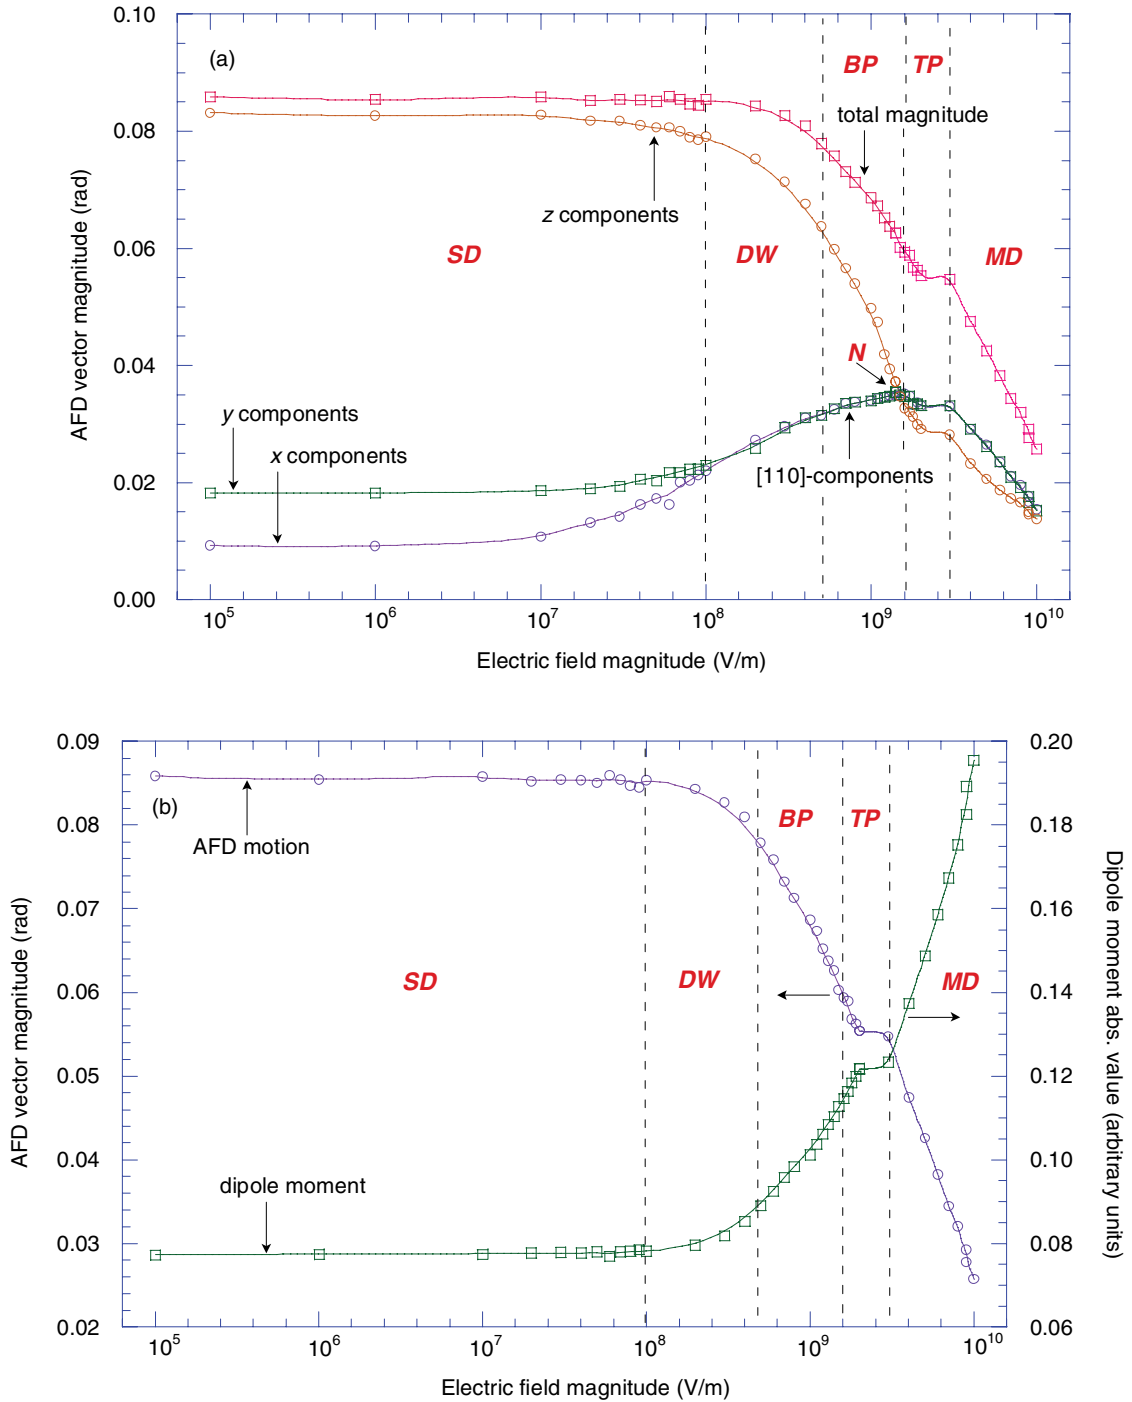 (a)
0.10
0.08
0.06
0.04
0.02
0.00
AFD vector magnitude (rad)
BP
TP
total magnitude
z components
SD
DW
MD
N
y components
x components
[110]-components
10^5
10^6
10^7
10^8
10^9
10^10
Electric field magnitude (V/m)
(b)
0.09
0.08
0.07
0.06
0.05
0.04
0.03
0.02
AFD vector magnitude (rad)
0.20
0.18
0.16
0.14
0.12
0.10
0.08
0.06
Dipole moment abs. value (arbitrary units)
BP
TP
AFD motion
SD
DW
MD
dipole moment
10^5
10^6
10^7
10^8
10^9
10^10
Electric field magnitude (V/m)